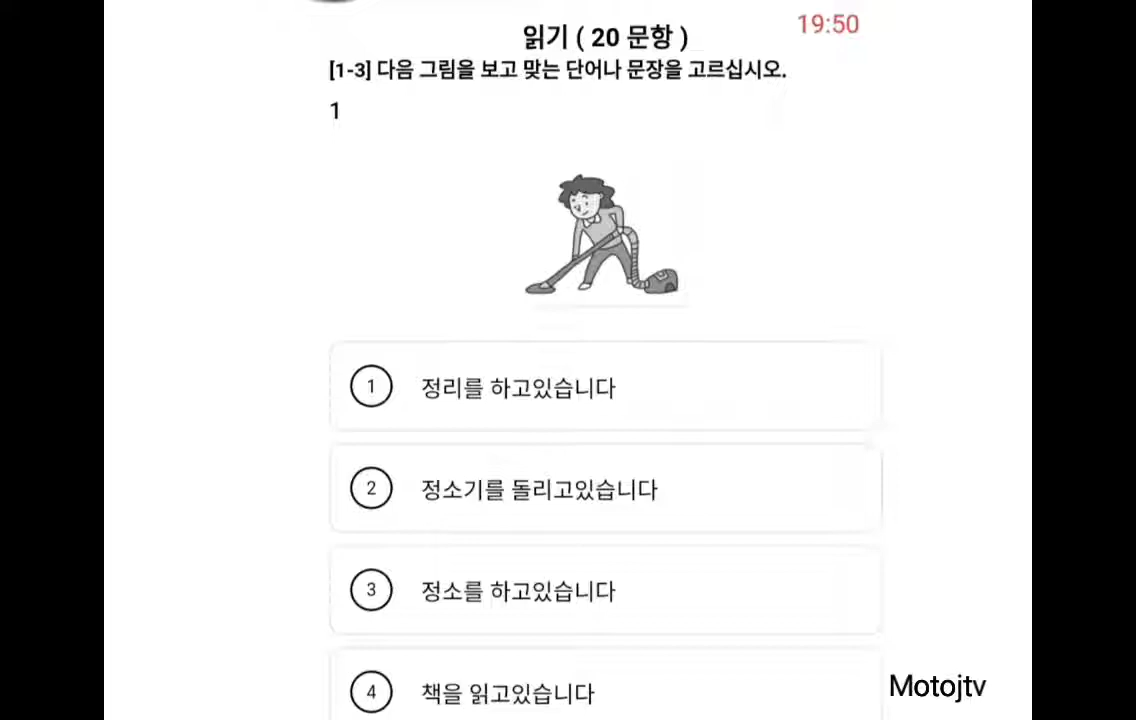 19:50
읽기 ( 20 문항 )
[1-3] 다음 그림을 보고 맞는 단어나 문장을 고르십시오.
1
1 정리를 하고있습니다
2 정소기를 돌리고있습니다
3 정소를 하고있습니다
4 책을 읽고있습니다
Motojtv